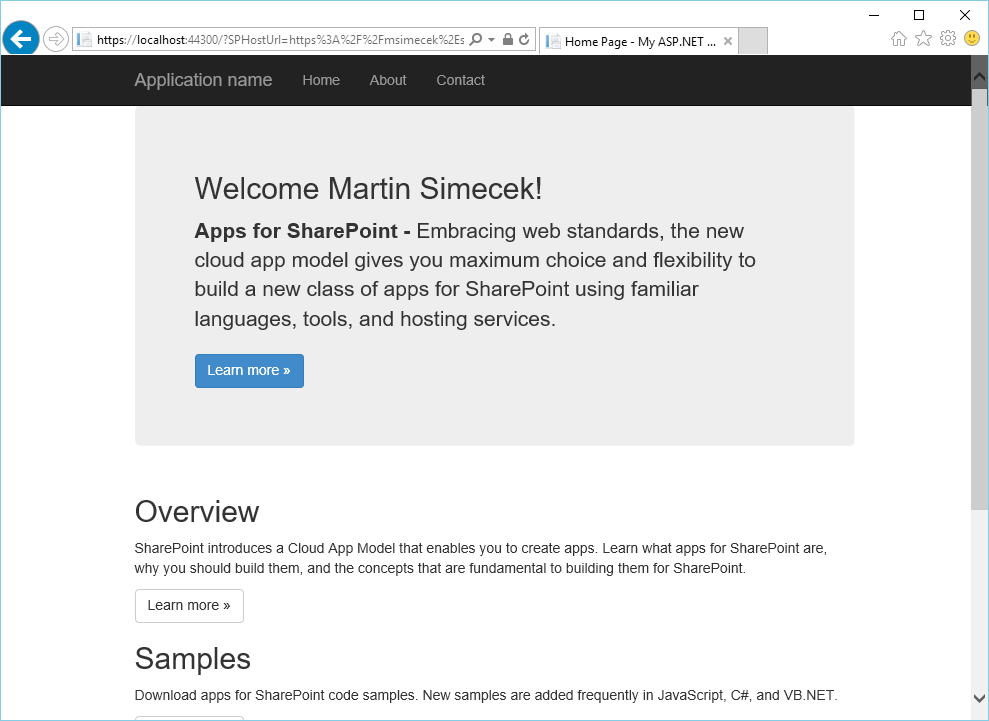 https://localhost:44300/?SPHostUrl=https%3A%2F%2Fmsimecek%2Es
Home Page - My ASP.NET ...
Application name Home About Contact
Welcome Martin Simecek!
Apps for SharePoint - Embracing web standards, the new
cloud app model gives you maximum choice and flexibility to
build a new class of apps for SharePoint using familiar
languages, tools, and hosting services.
Learn more »
Overview
SharePoint introduces a Cloud App Model that enables you to create apps. Learn what apps for SharePoint are,
why you should build them, and the concepts that are fundamental to building them for SharePoint.
Learn more »
Samples
Download apps for SharePoint code samples. New samples are added frequently in JavaScript, C#, and VB.NET.